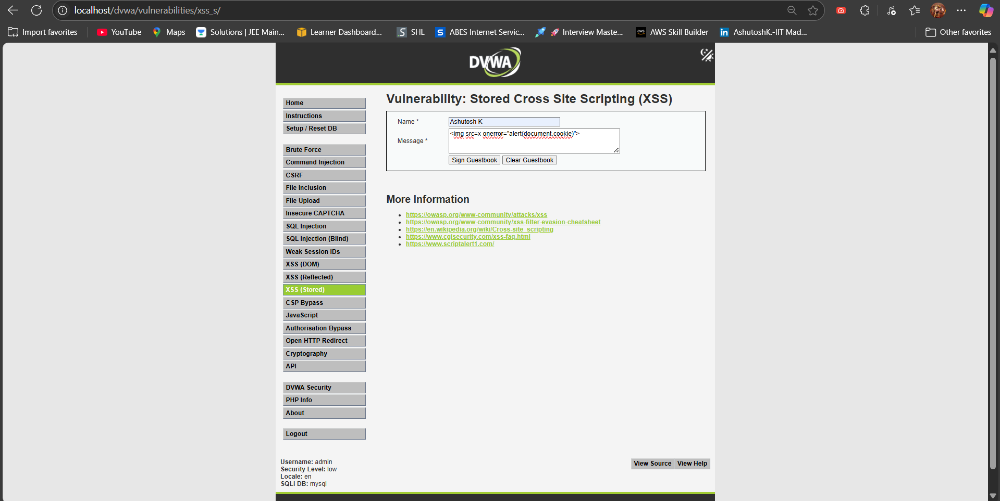 localhost/dvwa/vulnerabilities/xss_s/
Import favorites
YouTube
Maps
Solutions | JEE Main...
Learner Dashboard...
SHL
ABES Internet Servic...
Interview Maste...
AWS Skill Builder
AshutoshK.-IIT Mad...
Other favorites
DVWA
Home
Instructions
Setup / Reset DB
Brute Force
Command Injection
CSRF
File Inclusion
File Upload
Insecure CAPTCHA
SQL Injection
SQL Injection (Blind)
Weak Session IDs
XSS (DOM)
XSS (Reflected)
XSS (Stored)
CSP Bypass
JavaScript
Authorisation Bypass
Open HTTP Redirect
Cryptography
API
DVWA Security
PHP Info
About
Logout
Vulnerability: Stored Cross Site Scripting (XSS)
Name * Ashutosh K
Message * <img src=x onerror="alert(document.cookie)">
Sign Guestbook Clear Guestbook
More Information
https://owasp.org/www-community/attacks/xss
https://owasp.org/www-community/xss-filter-evasion-cheatsheet
https://en.wikipedia.org/wiki/Cross-site_scripting
https://www.cgisecurity.com/xss-faq.html
https://www.scriptalert1.com/
Username: admin
Security Level: low
Locale: en
SQLi DB: mysql
View Source View Help